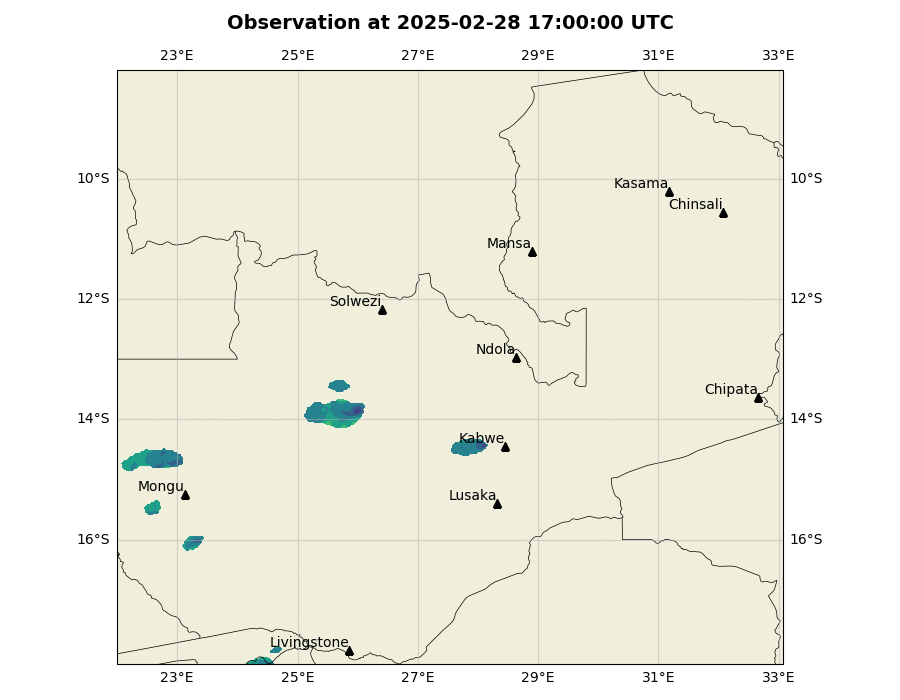 Observation at 2025-02-28 17:00:00 UTC
23°E 25°E 27°E 29°E 31°E 33°E
10°S 10°S
Kasama
Chinsali
Mansa
12°S 12°S
Solwezi
Ndola
Chipata
14°S 14°S
Kabwe
Mongu
Lusaka
16°S 16°S
Livingstone
23°E 25°E 27°E 29°E 31°E 33°E